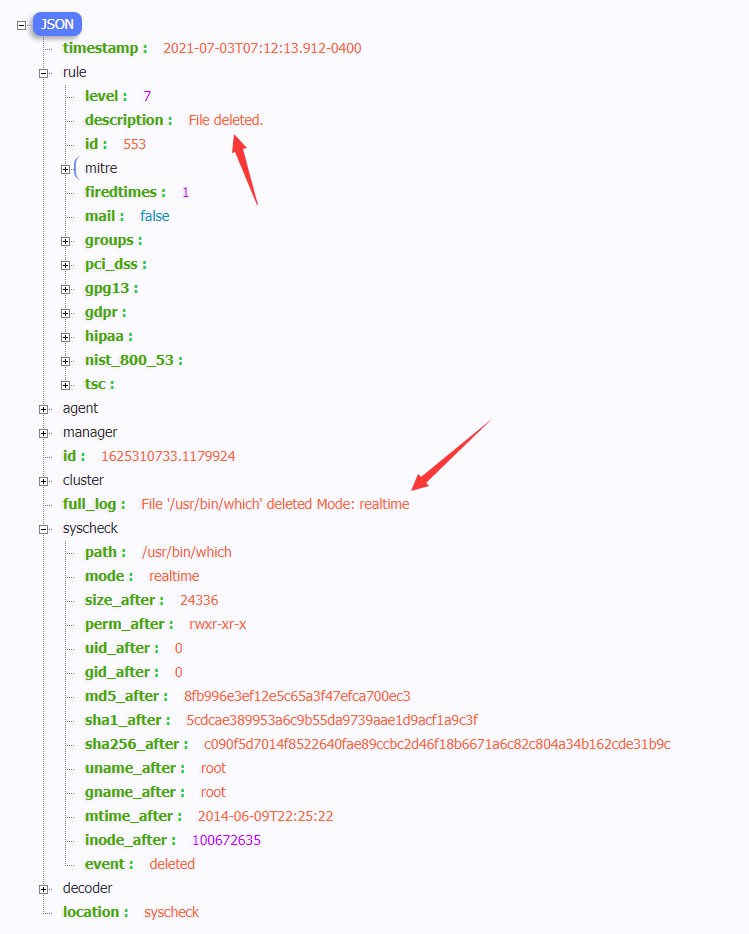 JSON
timestamp : 2021-07-03T07:12:13.912-0400
rule
level : 7
description : File deleted.
id : 553
mitre
firedtimes : 1
mail : false
groups :
pci_dss :
gpg13 :
gdpr :
hipaa :
nist_800_53 :
tsc :
agent
manager
id : 1625310733.1179924
cluster
full_log : File '/usr/bin/which' deleted Mode: realtime
syscheck
path : /usr/bin/which
mode : realtime
size_after : 24336
perm_after : rwxr-xr-x
uid_after : 0
gid_after : 0
md5_after : 8fb996e3ef12e5c65a3f47efca700ec3
sha1_after : 5cdcae389953a6c9b55da9739aae1d9acf1a9c3f
sha256_after : c090f5d7014f8522640fae89ccbc2d46f18b6671a6c82c804a34b162cde31b9c
uname_after : root
gname_after : root
mtime_after : 2014-06-09T22:25:22
inode_after : 100672635
event : deleted
decoder
location : syscheck